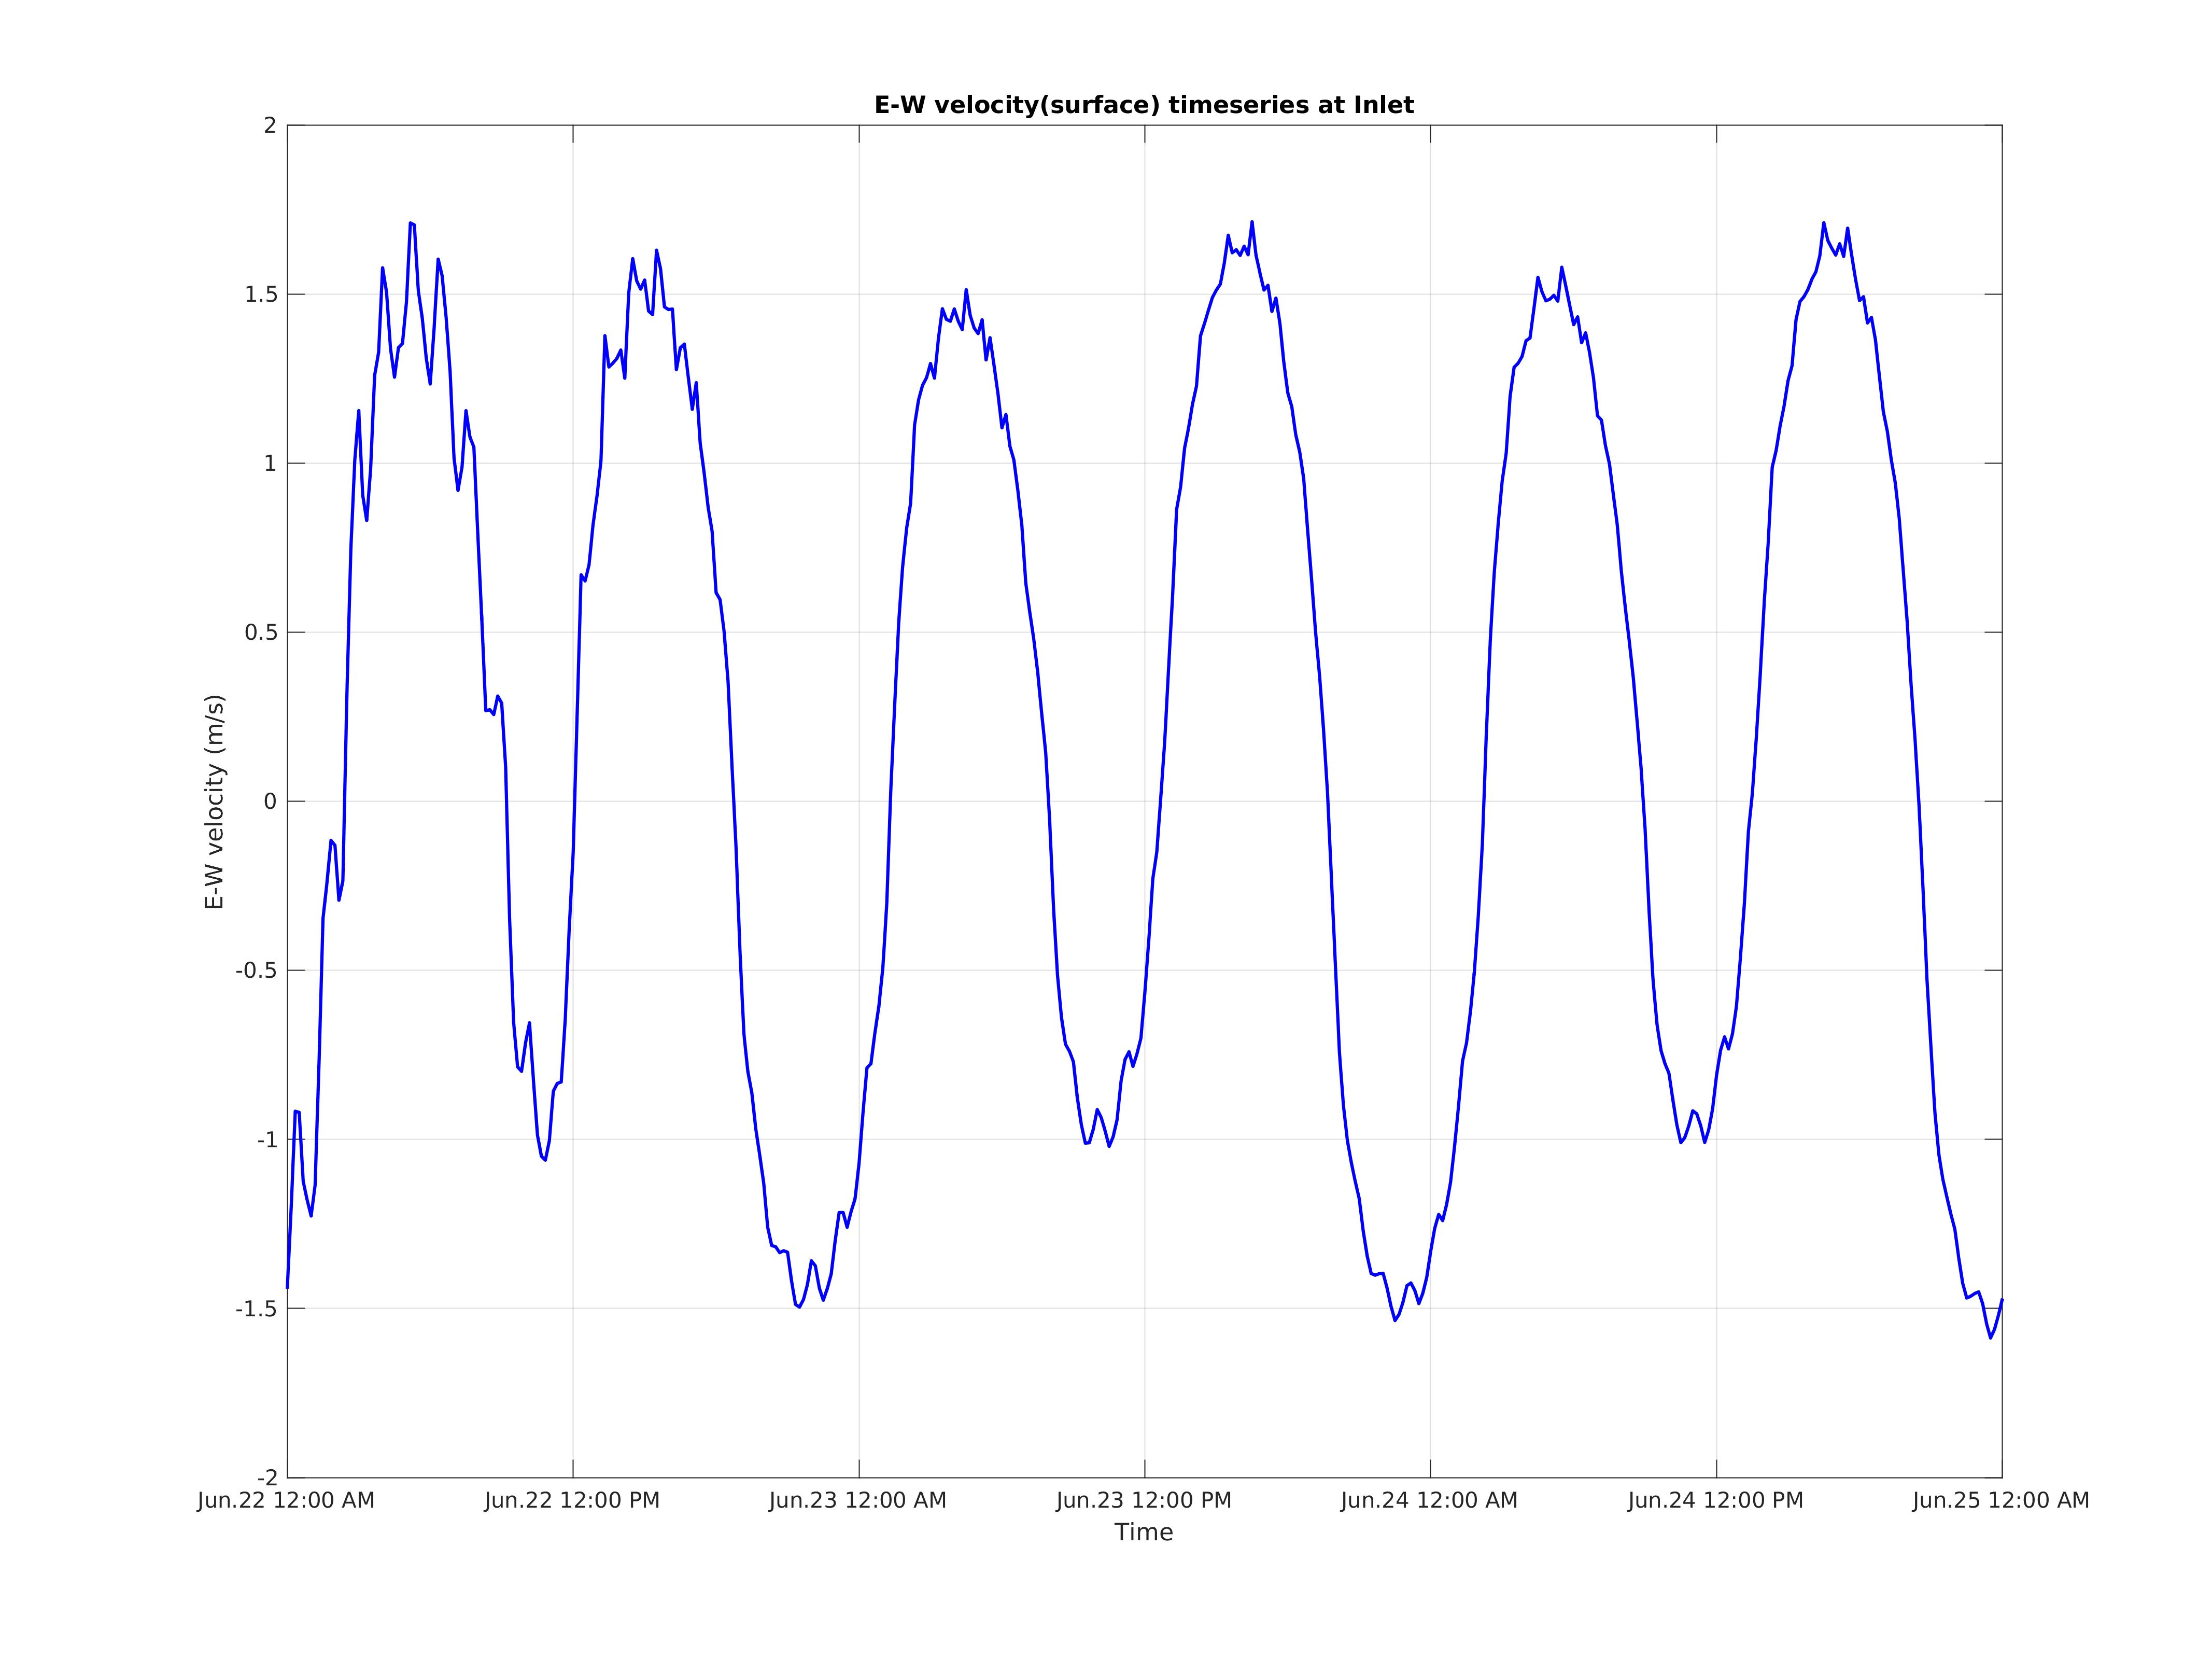 E-W velocity(surface) timeseries at Inlet
2
1.5
1
0.5
0
-0.5
-1
-1.5
-2
E-W velocity (m/s)
Jun.22 12:00 AM
Jun.22 12:00 PM
Jun.23 12:00 AM
Jun.23 12:00 PM
Jun.24 12:00 AM
Jun.24 12:00 PM
Jun.25 12:00 AM
Time